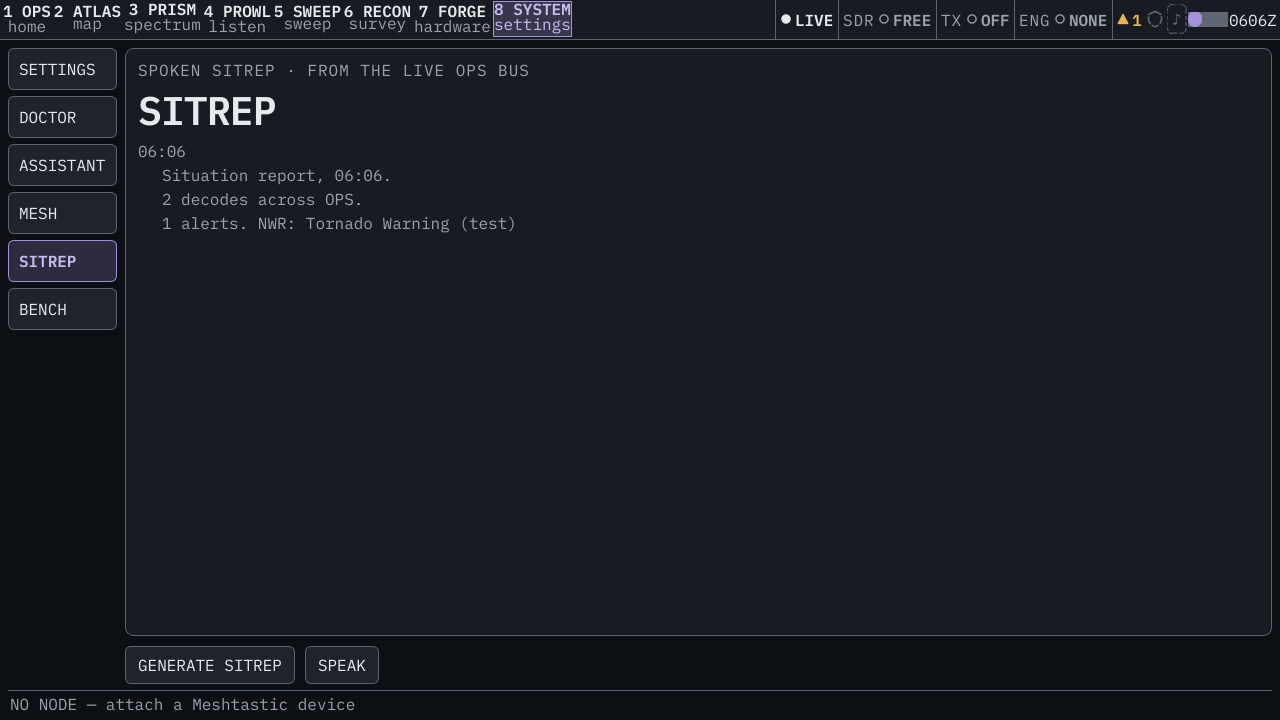 1 OPS 2 ATLAS 3 PRISM 4 PROWL 5 SWEEP 6 RECON 7 FORGE 8 SYSTEM
home map spectrum listen sweep survey hardware settings
LIVE SDR FREE TX OFF ENG NONE 1 ♪ 0606Z
SETTINGS
DOCTOR
ASSISTANT
MESH
SITREP
BENCH
SPOKEN SITREP · FROM THE LIVE OPS BUS
SITREP
06:06
Situation report, 06:06.
2 decodes across OPS.
1 alerts. NWR: Tornado Warning (test)
GENERATE SITREP SPEAK
NO NODE — attach a Meshtastic device